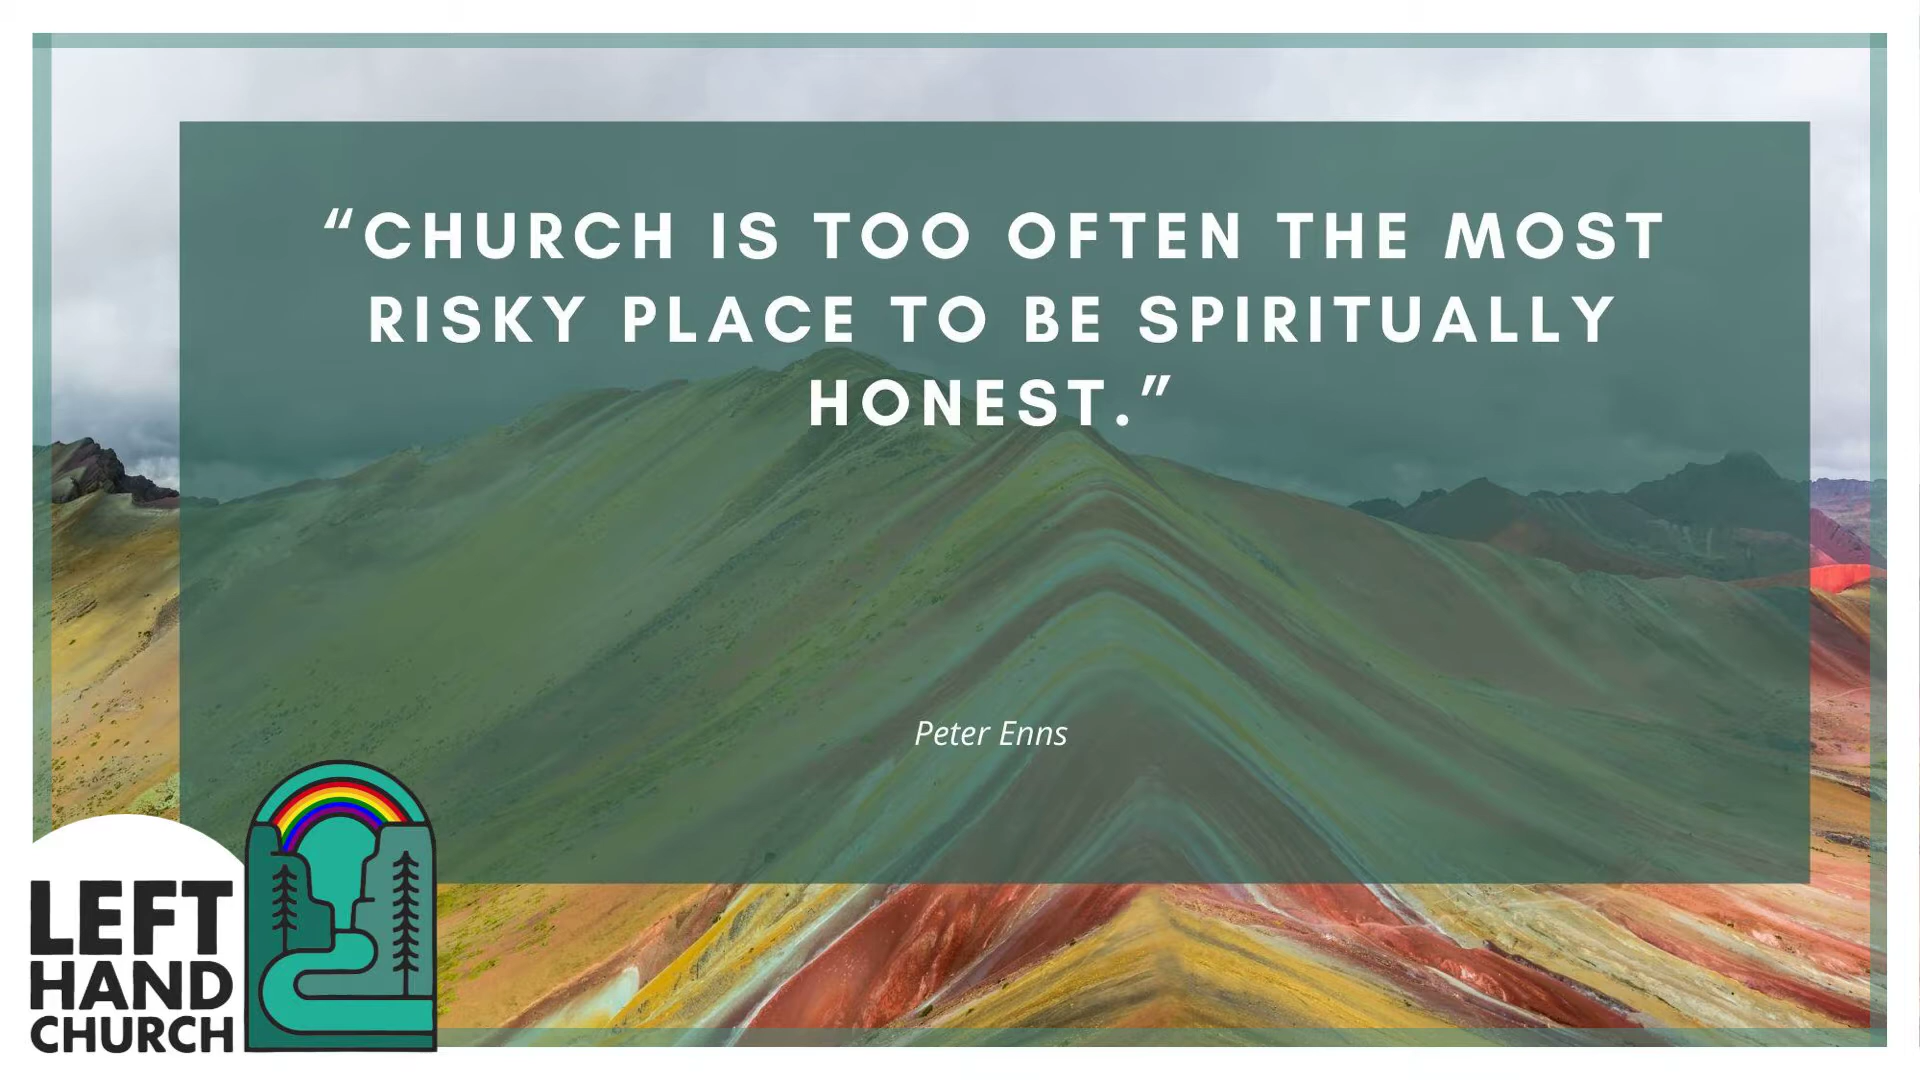 “CHURCH IS TOO OFTEN THE MOST
RISKY PLACE TO BE SPIRITUALLY
HONEST.”
Peter Enns
LEFT
HAND
CHURCH